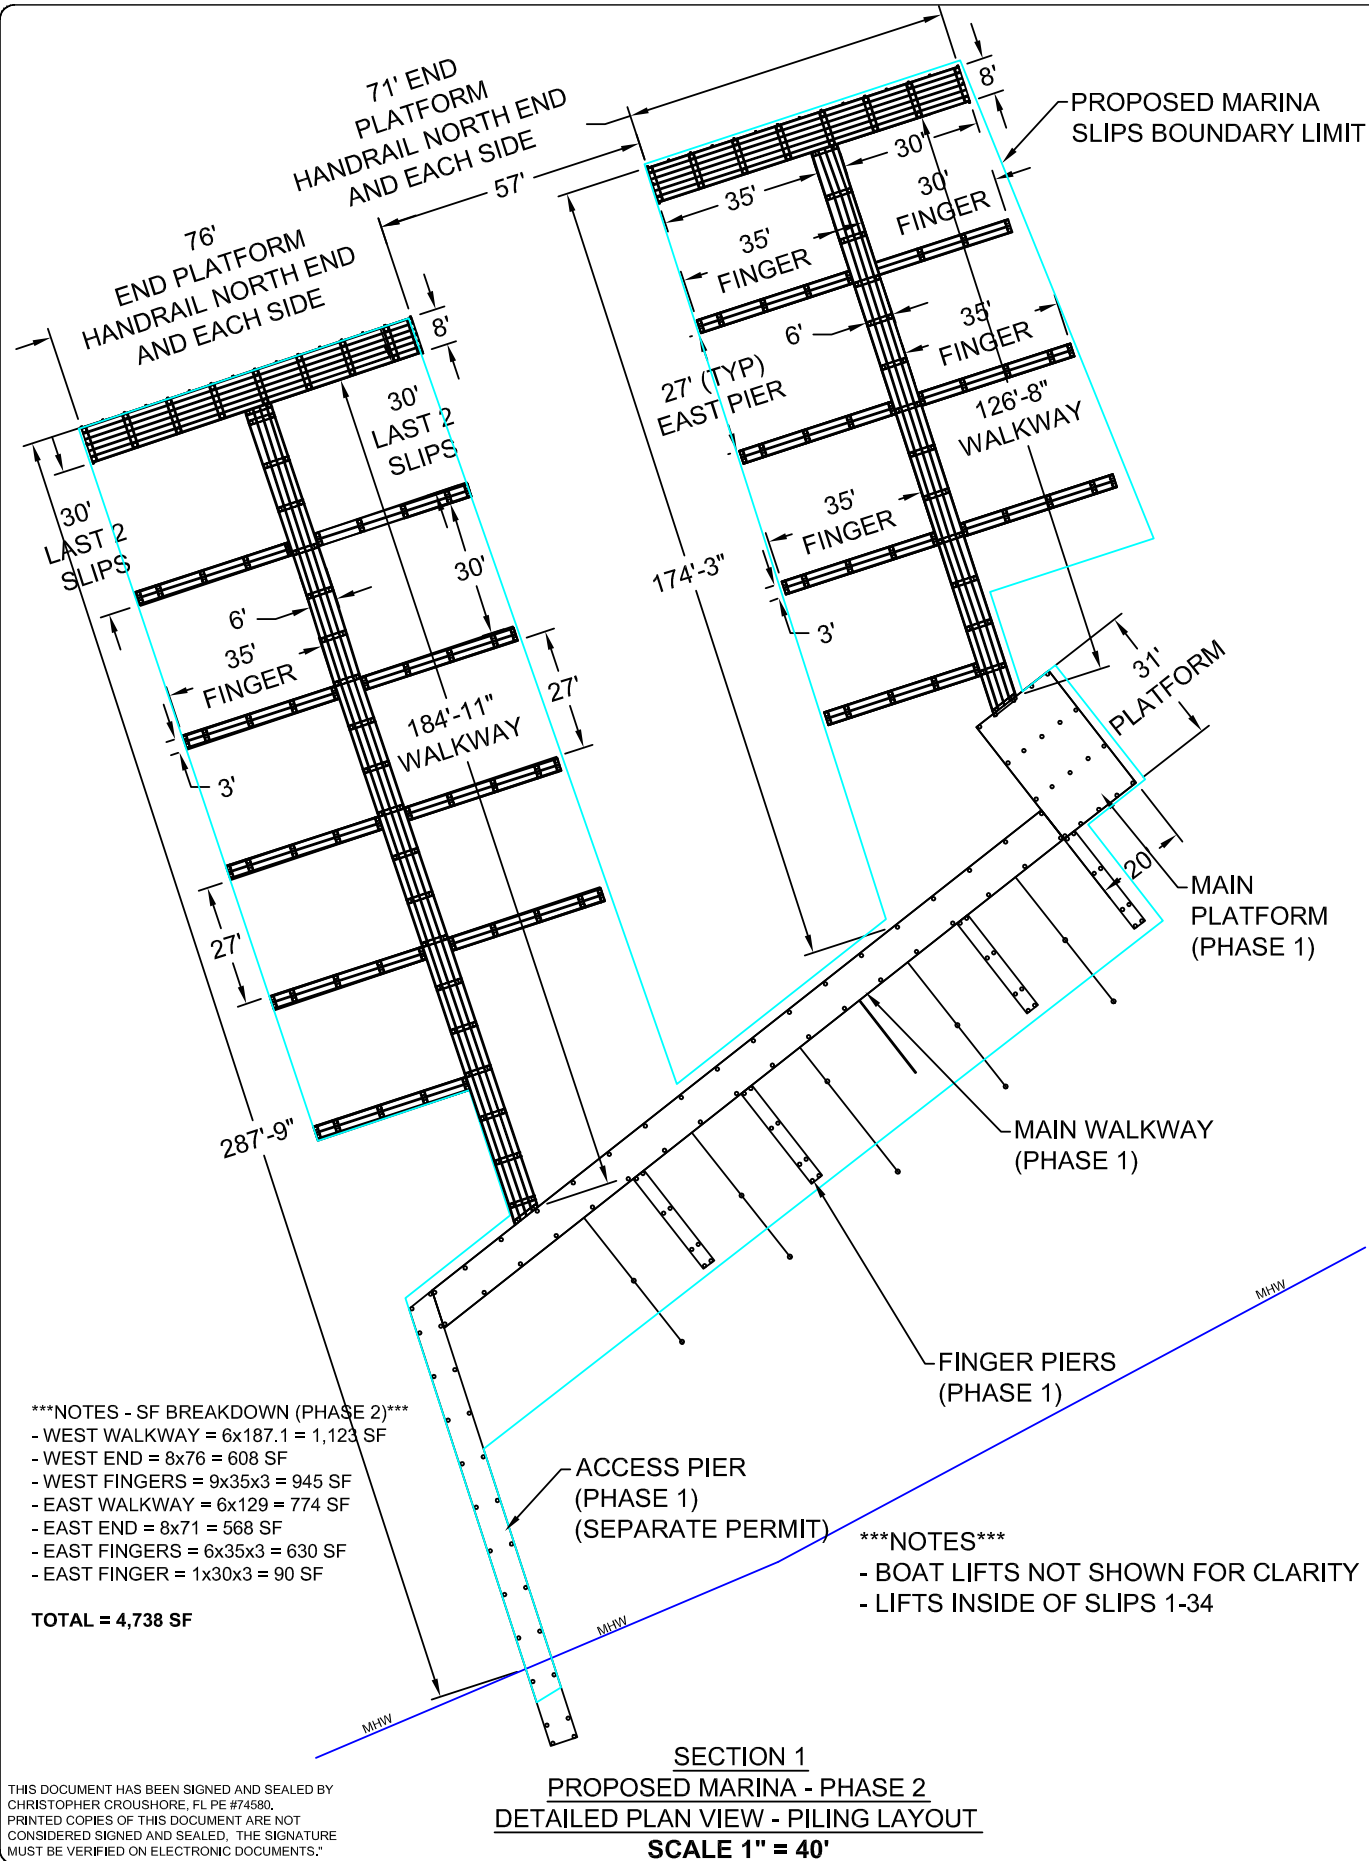 71' END
PLATFORM
HANDRAIL NORTH END
AND EACH SIDE
8'
PROPOSED MARINA
SLIPS BOUNDARY LIMIT
57'
30'
35'
30'
FINGER
35'
FINGER
76'
END PLATFORM
HANDRAIL NORTH END
AND EACH SIDE
8'
6'
35'
FINGER
27' (TYP)
EAST PIER
126'-8"
WALKWAY
30'
LAST 2
SLIPS
30'
LAST 2
SLIPS
35'
FINGER
174'-3"
30'
3'
6'
35'
FINGER
31'
PLATFORM
27'
184'-11"
WALKWAY
3'
20'
MAIN
PLATFORM
(PHASE 1)
27'
287'-9"
MAIN WALKWAY
(PHASE 1)
MHW
FINGER PIERS
(PHASE 1)
***NOTES - SF BREAKDOWN (PHASE 2)***
- WEST WALKWAY = 6x187.1 = 1,123 SF
- WEST END = 8x76 = 608 SF
- WEST FINGERS = 9x35x3 = 945 SF
- EAST WALKWAY = 6x129 = 774 SF
- EAST END = 8x71 = 568 SF
- EAST FINGERS = 6x35x3 = 630 SF
- EAST FINGER = 1x30x3 = 90 SF
TOTAL = 4,738 SF
ACCESS PIER
(PHASE 1)
(SEPARATE PERMIT)
***NOTES***
- BOAT LIFTS NOT SHOWN FOR CLARITY
- LIFTS INSIDE OF SLIPS 1-34
MHW
MHW
SECTION 1
PROPOSED MARINA - PHASE 2
DETAILED PLAN VIEW - PILING LAYOUT
SCALE 1" = 40'
THIS DOCUMENT HAS BEEN SIGNED AND SEALED BY
CHRISTOPHER CROUSHORE, FL PE #74580.
PRINTED COPIES OF THIS DOCUMENT ARE NOT
CONSIDERED SIGNED AND SEALED, THE SIGNATURE
MUST BE VERIFIED ON ELECTRONIC DOCUMENTS."